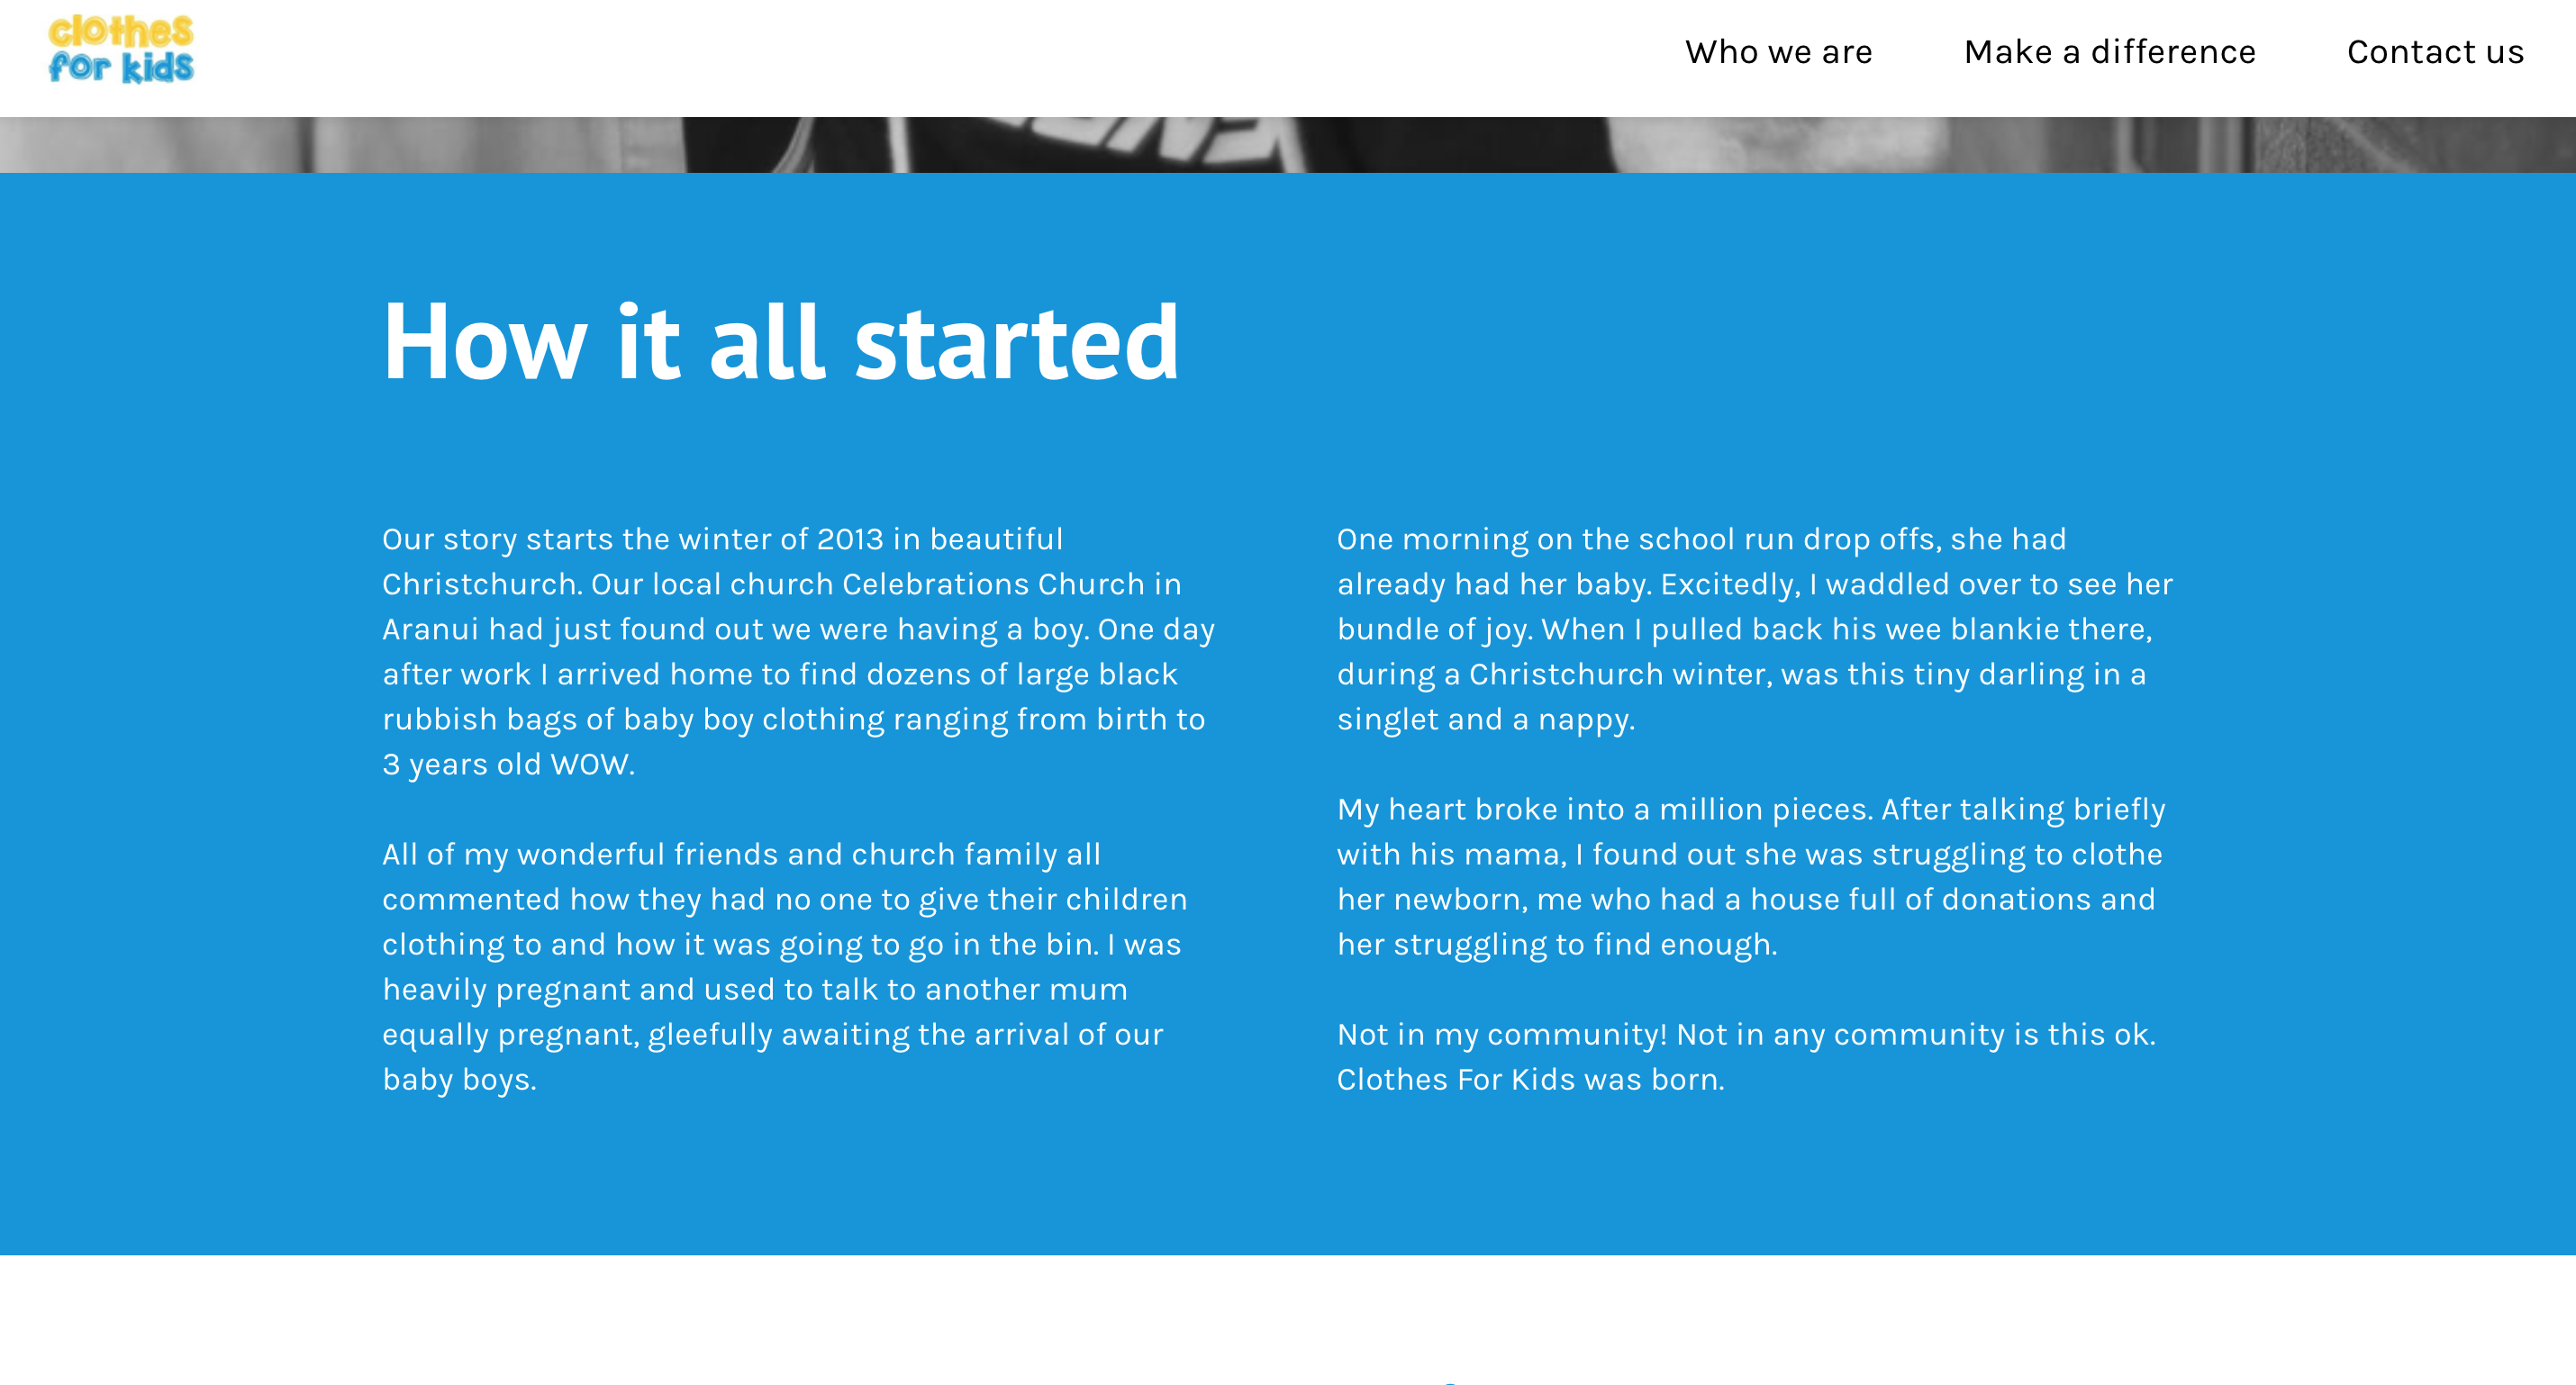 clothes
for kids
Who we are
Make a difference
Contact us
How it all started
Our story starts the winter of 2013 in beautiful
Christchurch. Our local church Celebrations Church in
Aranui had just found out we were having a boy. One day
after work I arrived home to find dozens of large black
rubbish bags of baby boy clothing ranging from birth to
3 years old WOW.
All of my wonderful friends and church family all
commented how they had no one to give their children
clothing to and how it was going to go in the bin. I was
heavily pregnant and used to talk to another mum
equally pregnant, gleefully awaiting the arrival of our
baby boys.
One morning on the school run drop offs, she had
already had her baby. Excitedly, I waddled over to see her
bundle of joy. When I pulled back his wee blankie there,
during a Christchurch winter, was this tiny darling in a
singlet and a nappy.
My heart broke into a million pieces. After talking briefly
with his mama, I found out she was struggling to clothe
her newborn, me who had a house full of donations and
her struggling to find enough.
Not in my community! Not in any community is this ok.
Clothes For Kids was born.